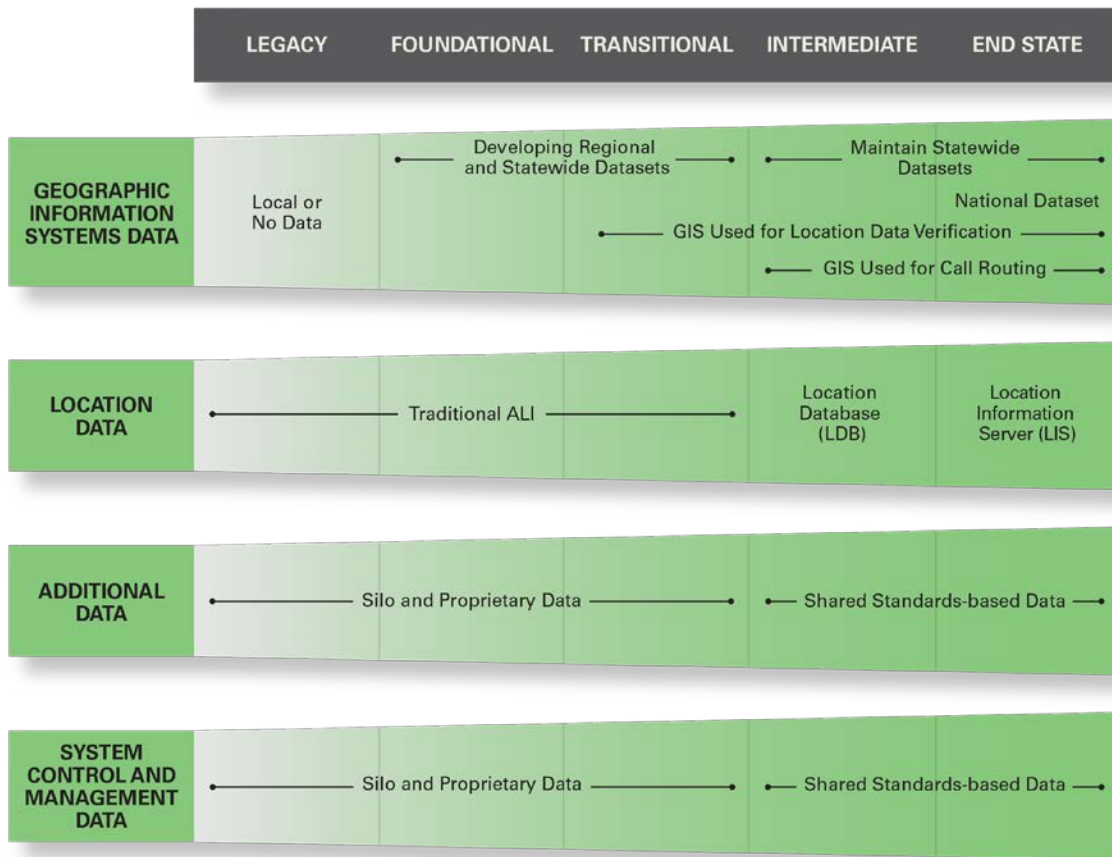 LEGACY FOUNDATIONAL TRANSITIONAL INTERMEDIATE END STATE
GEOGRAPHIC
INFORMATION
SYSTEMS DATA
Local or
No Data
Developing Regional
and Statewide Datasets
Maintain Statewide
Datasets
National Dataset
GIS Used for Location Data Verification
GIS Used for Call Routing
LOCATION
DATA
Traditional ALI
Location
Database
(LDB)
Location
Information
Server (LIS)
ADDITIONAL
DATA
Silo and Proprietary Data
Shared Standards-based Data
SYSTEM
CONTROL AND
MANAGEMENT
DATA
Silo and Proprietary Data
Shared Standards-based Data